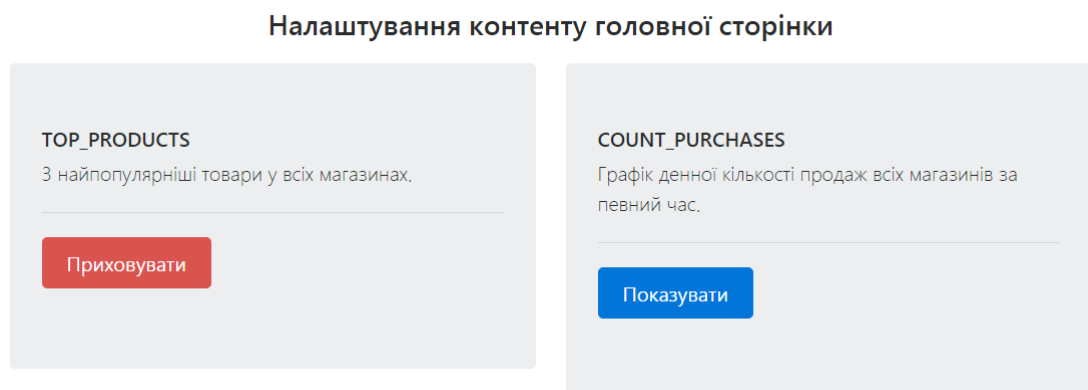 Налаштування контенту головної сторінки
TOP_PRODUCTS
3 найпопулярніші товари у всіх магазинах.
Приховувати
COUNT_PURCHASES
Графік денної кількості продаж всіх магазинів за
певний час.
Показувати